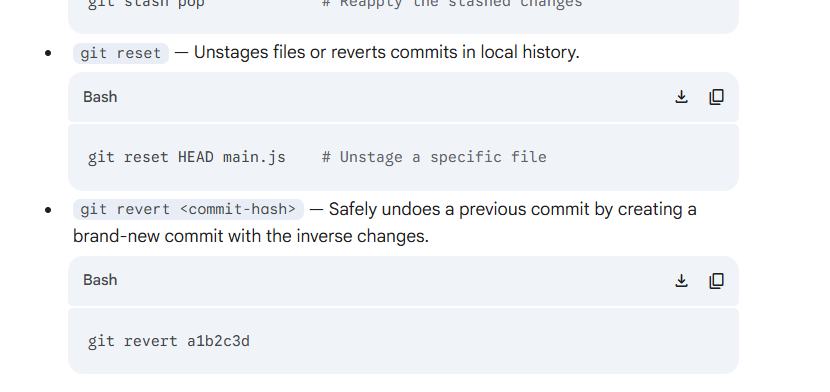 git stash pop # Reapply the stashed changes
git reset — Unstages files or reverts commits in local history.
Bash
git reset HEAD main.js # Unstage a specific file
git revert <commit-hash> — Safely undoes a previous commit by creating a
brand-new commit with the inverse changes.
Bash
git revert a1b2c3d